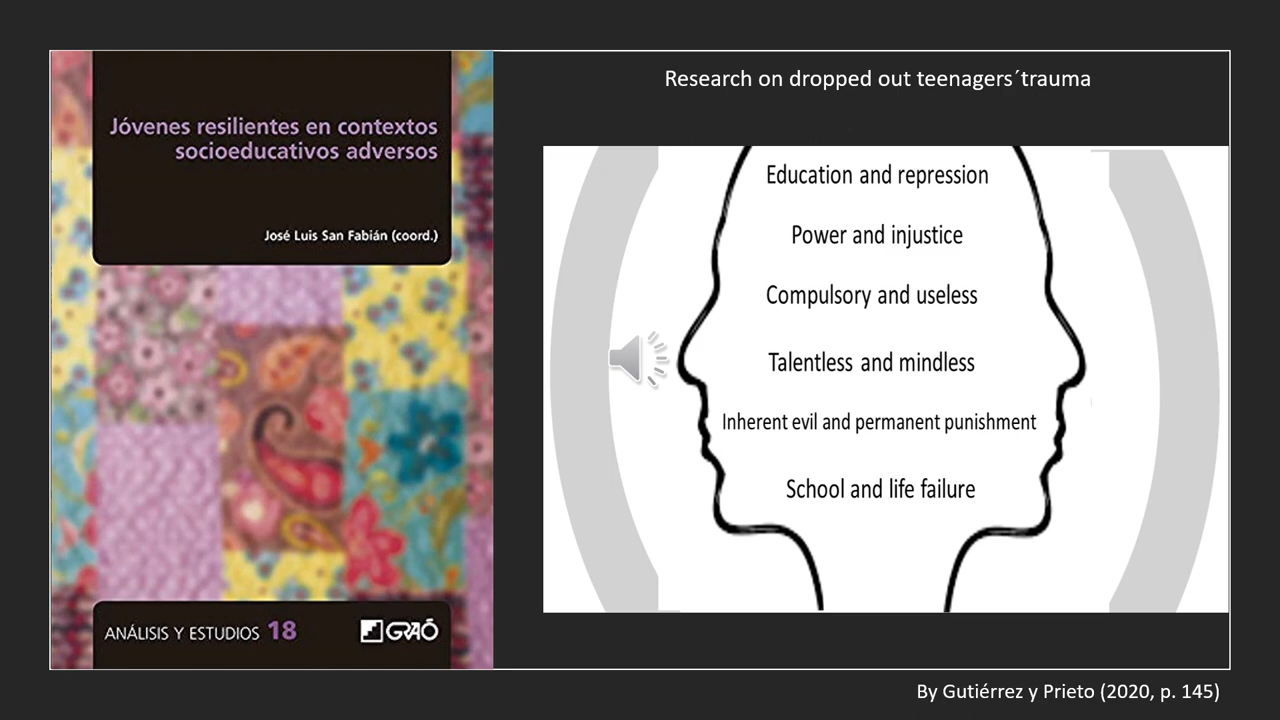 Jóvenes resilientes en contextos
socioeducativos adversos
José Luis San Fabián (coord.)
ANÁLISIS Y ESTUDIOS 18
GRAÓ
Research on dropped out teenagers´trauma
Education and repression
Power and injustice
Compulsory and useless
Talentless and mindless
Inherent evil and permanent punishment
School and life failure
By Gutiérrez y Prieto (2020, p. 145)